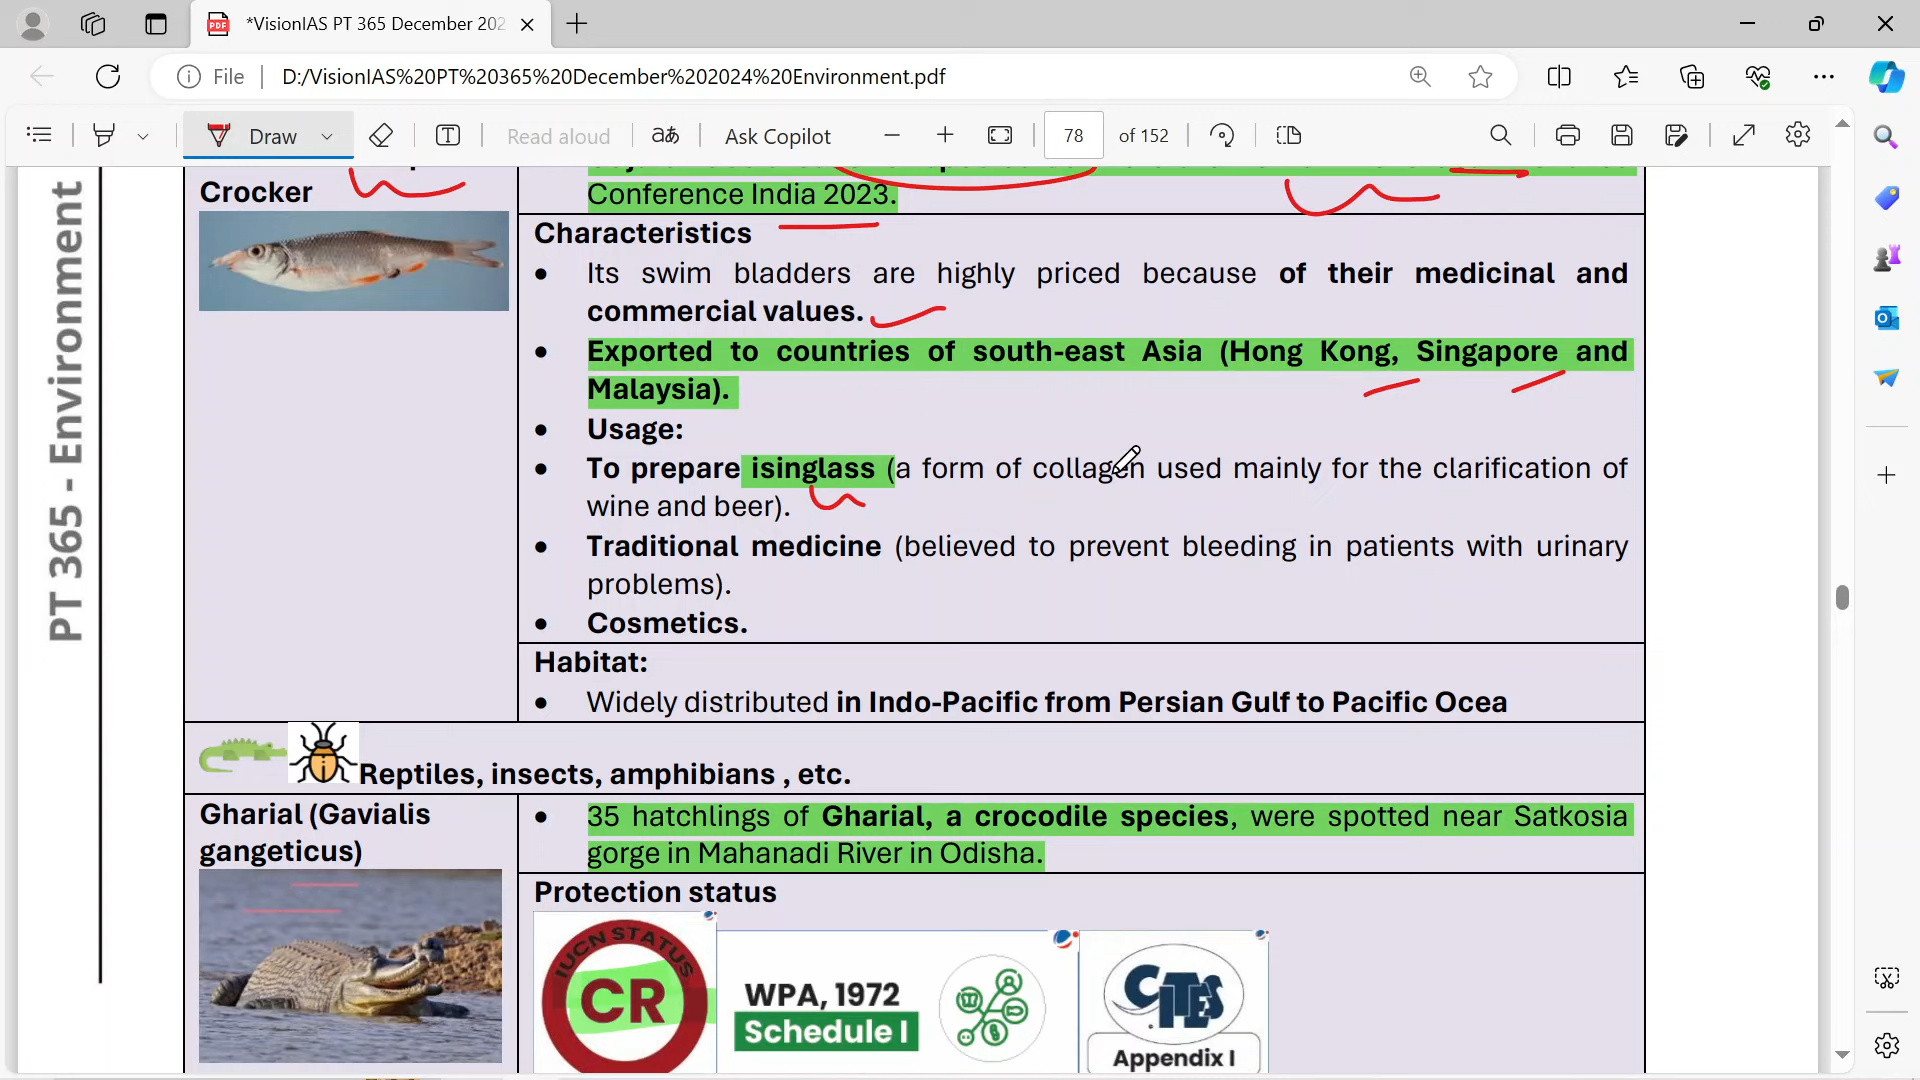 *VisionIAS PT 365 December 202
File
D:/VisionIAS%20PT%20365%20December%202024%20Environment.pdf
Draw
Read aloud
Ask Copilot
78
of 152
PT 365 - Environment
Crocker
Conference India 2023.
Characteristics
• Its swim bladders are highly priced because of their medicinal and
commercial values.
• Exported to countries of south-east Asia (Hong Kong, Singapore and
Malaysia).
• Usage:
• To prepare isinglass (a form of collagen used mainly for the clarification of
wine and beer).
• Traditional medicine (believed to prevent bleeding in patients with urinary
problems).
• Cosmetics.
Habitat:
• Widely distributed in Indo-Pacific from Persian Gulf to Pacific Ocea
Reptiles, insects, amphibians , etc.
Gharial (Gavialis
gangeticus)
• 35 hatchlings of Gharial, a crocodile species, were spotted near Satkosia
gorge in Mahanadi River in Odisha.
Protection status
IUCN STATUS
CR
WPA, 1972
Schedule I
CITES
Appendix I